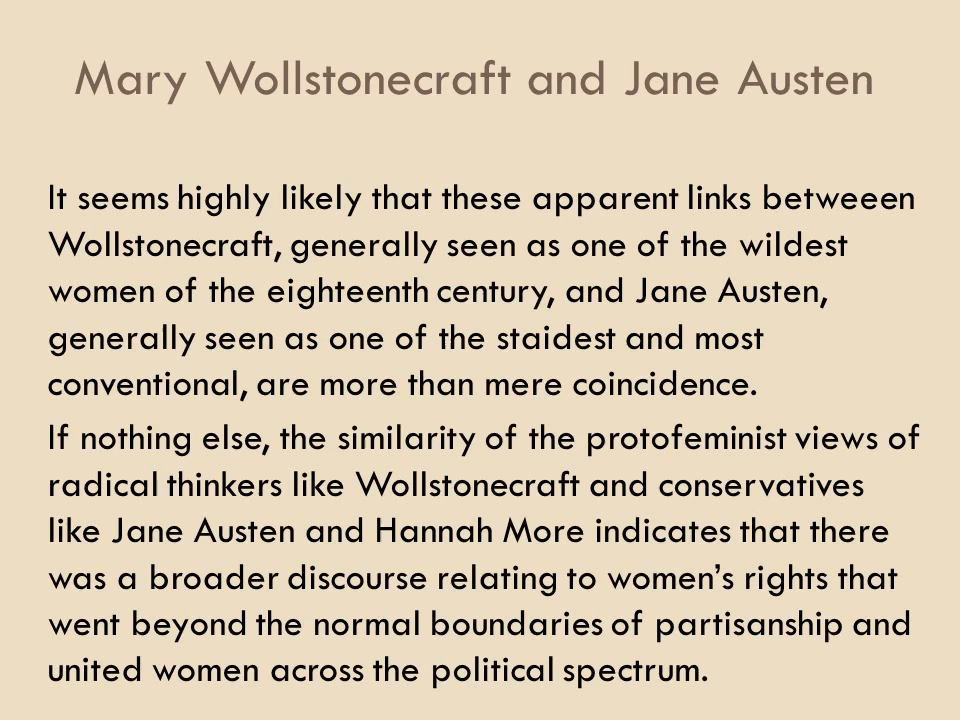 Mary Wollstonecraft and Jane Austen
It seems highly likely that these apparent links betweeen
Wollstonecraft, generally seen as one of the wildest
women of the eighteenth century, and Jane Austen,
generally seen as one of the staidest and most
conventional, are more than mere coincidence.
If nothing else, the similarity of the protofeminist views of
radical thinkers like Wollstonecraft and conservatives
like Jane Austen and Hannah More indicates that there
was a broader discourse relating to women’s rights that
went beyond the normal boundaries of partisanship and
united women across the political spectrum.